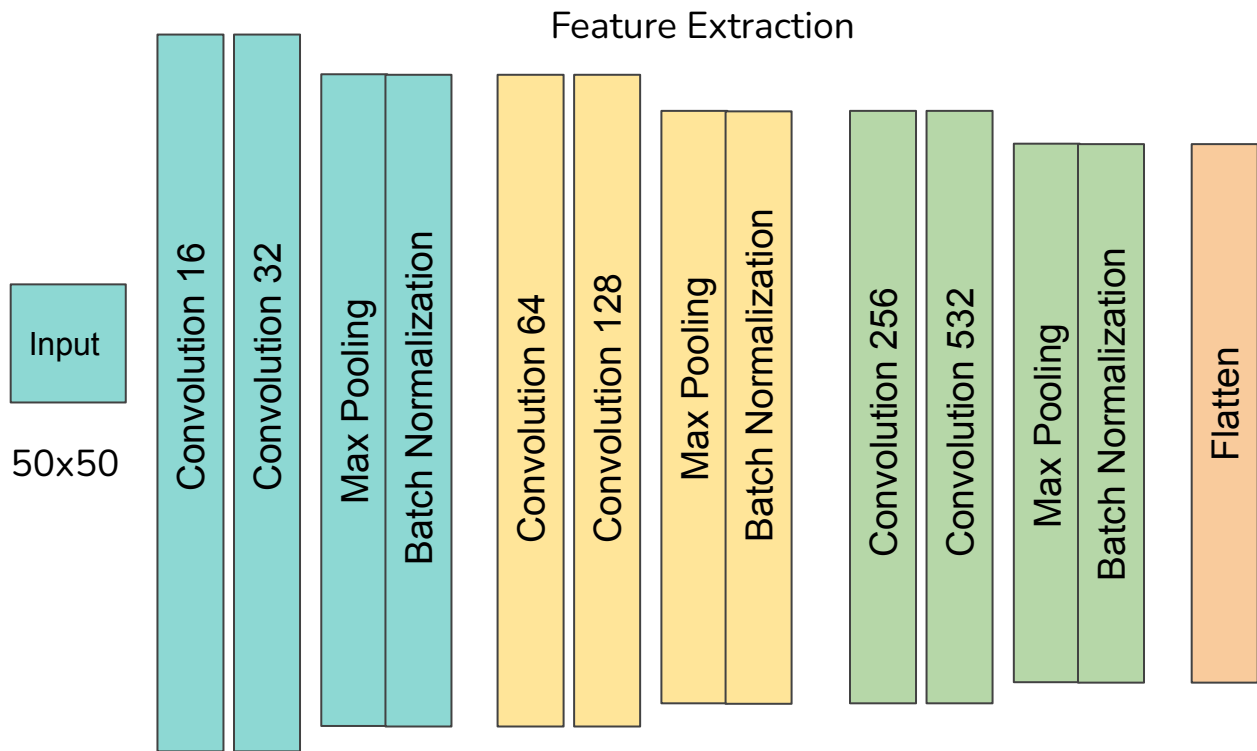 Feature Extraction
Input
50x50
Convolution 16
Convolution 32
Max Pooling
Batch Normalization
Convolution 64
Convolution 128
Max Pooling
Batch Normalization
Convolution 256
Convolution 532
Max Pooling
Batch Normalization
Flatten